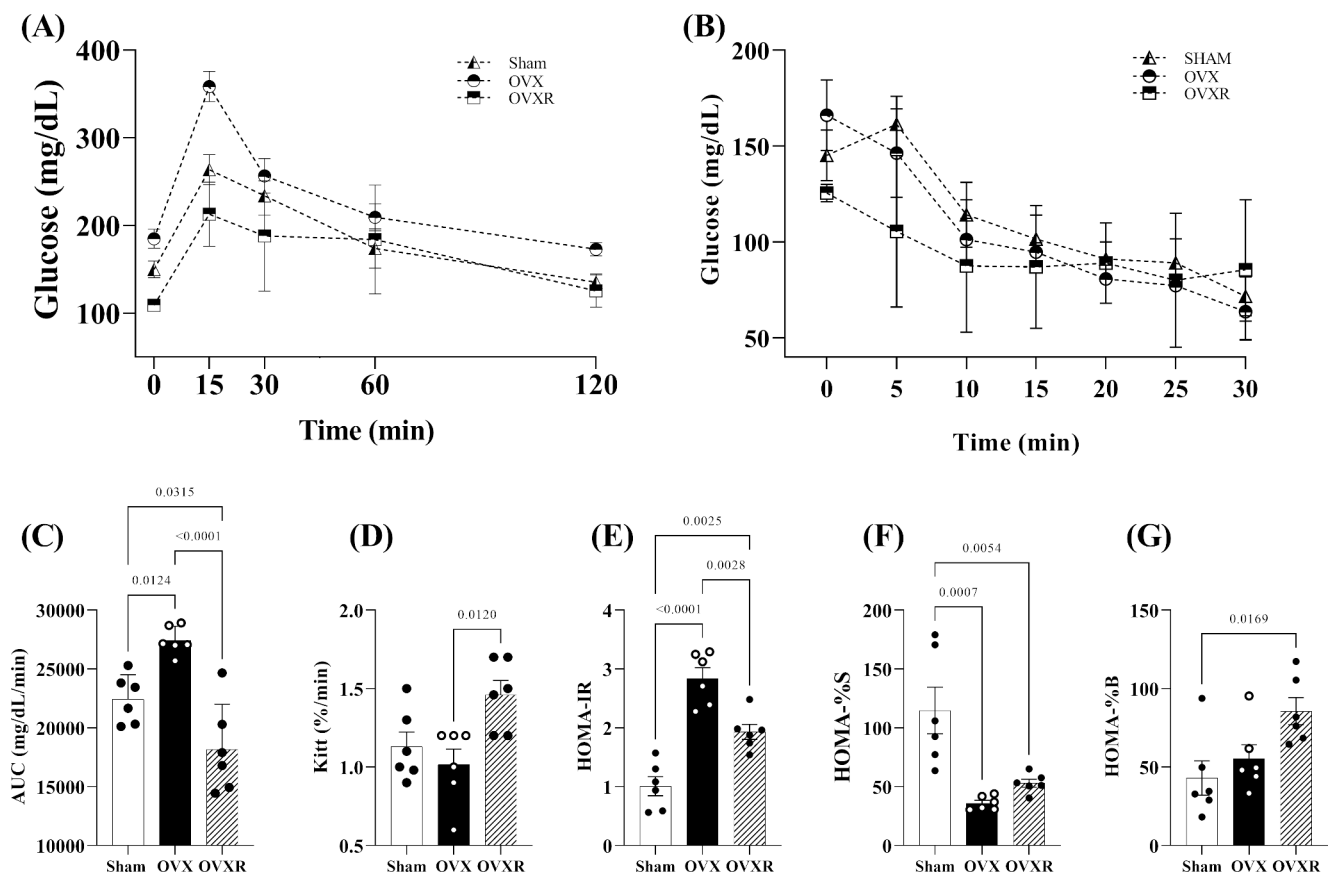 (A)
400
300
200
100
Glucose (mg/dL)
Sham
OVX
OVXR
0 15 30 60 120
Time (min)
(B)
200
150
100
50
Glucose (mg/dL)
SHAM
OVX
OVXR
0 5 10 15 20 25 30
Time (min)
(C)
0.0315
<0.0001
0.0124
30000
25000
20000
15000
10000
AUC (mg/dL/min)
Sham OVX OVXR
(D)
0.0120
2.0
1.5
1.0
0.5
Kitt (%/min)
Sham OVX OVXR
(E)
0.0025
0.0028
<0.0001
4
3
2
1
0
HOMA-IR
Sham OVX OVXR
(F)
0.0054
0.0007
200
150
100
50
0
HOMA-%S
Sham OVX OVXR
(G)
0.0169
150
100
50
0
HOMA-%B
Sham OVX OVXR